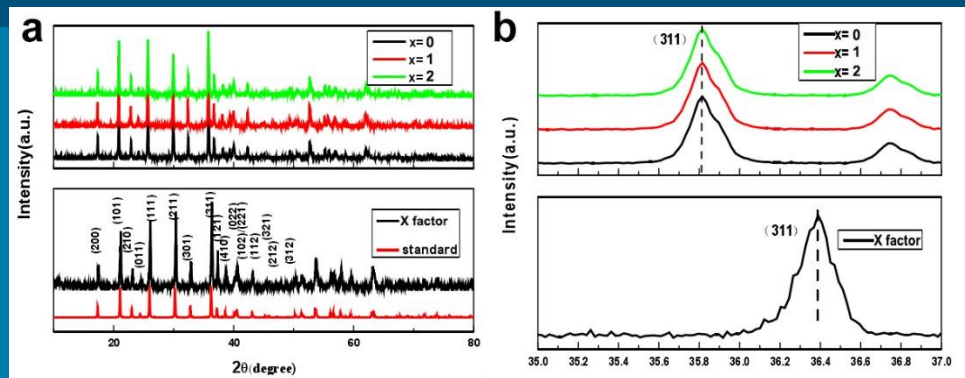 a
Intensity(a.u.)
x= 0
x= 1
x= 2
(200)
(101)
(210)
(011)
(111)
(211)
(301)
(311)
(121)
(410)
(022)
(102)/(221)
(112)
(321)
(212)
(312)
X factor
standard
20
40
60
80
2θ(degree)
b
Intensity(a.u.)
(311)
x= 0
x= 1
x= 2
(311)
X factor
35.0 35.2 35.4 35.6 35.8 36.0 36.2 36.4 36.6 36.8 37.0